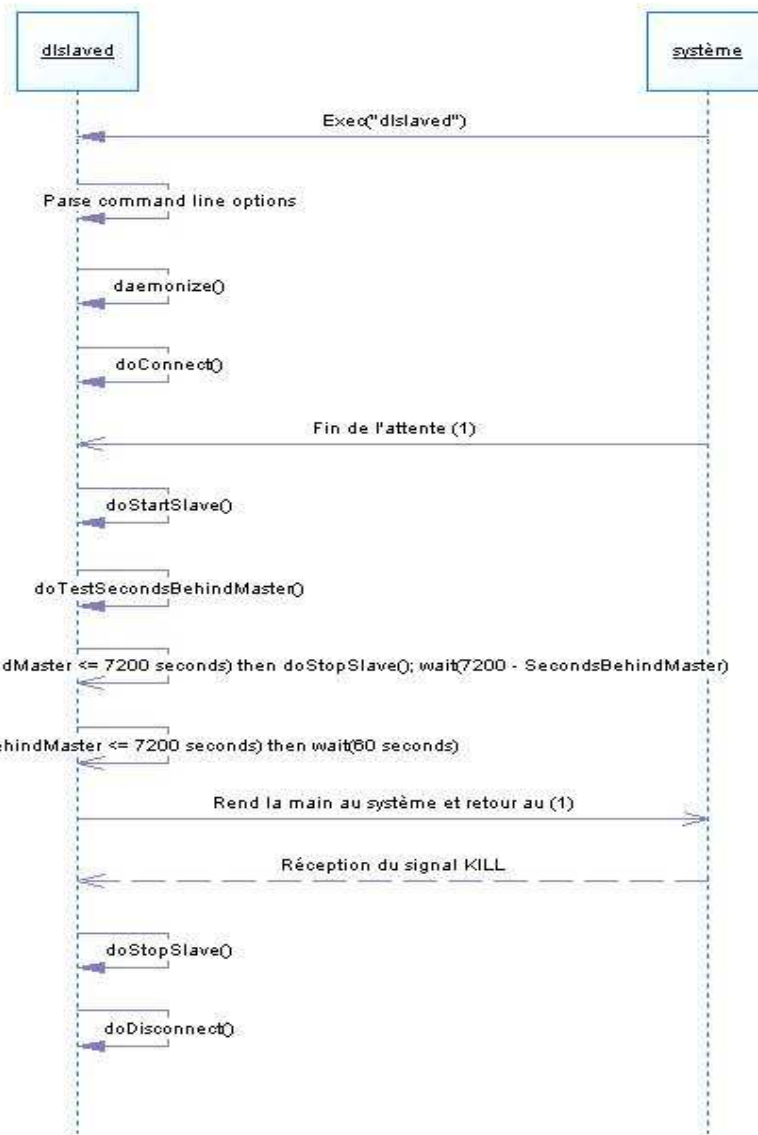 dlslaved
système
Exec("dlslaved")
Parse command line options
daemonize()
doConnect()
Fin de l'attente (1)
doStartSlave()
doTestSecondsBehindMaster()
dMaster <= 7200 seconds) then doStopSlave(); wait(7200 - SecondsBehindMaster)
ehindMaster <= 7200 seconds) then wait(60 seconds)
Rend la main au système et retour au (1)
Réception du signal KILL
doStopSlave()
doDisconnect()